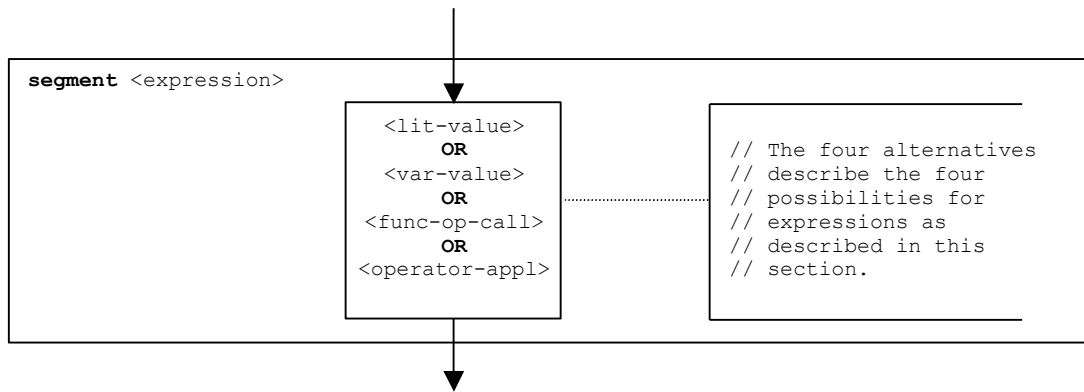 segment <expression>
<lit-value>
OR
<var-value>
OR
<func-op-call>
OR
<operator-appl>
// The four alternatives
// describe the four
// possibilities for
// expressions as
// described in this
// section.